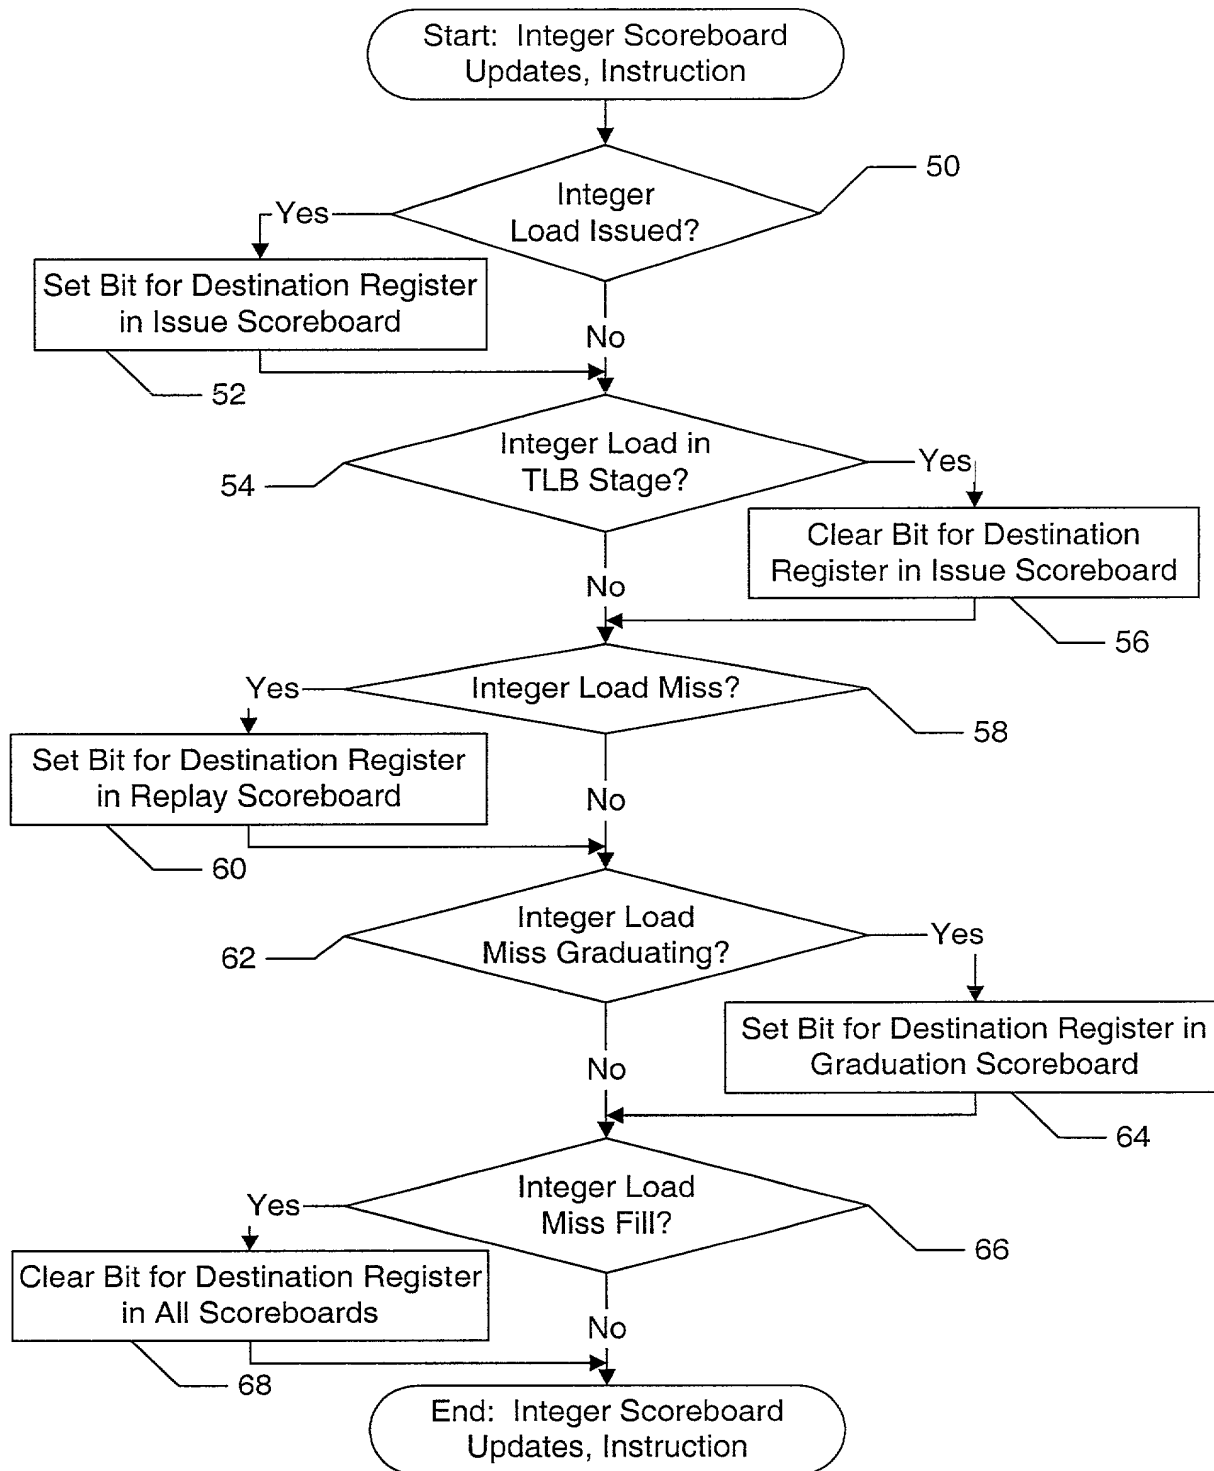 Start: Integer Scoreboard
Updates, Instruction
50
Integer
Load Issued?
Yes
Set Bit for Destination Register
in Issue Scoreboard
No
52
Integer Load in
TLB Stage?
Yes
54
Clear Bit for Destination
Register in Issue Scoreboard
No
56
Integer Load Miss?
Yes
58
Set Bit for Destination Register
in Replay Scoreboard
No
60
Integer Load
Miss Graduating?
Yes
62
Set Bit for Destination Register in
Graduation Scoreboard
No
64
Integer Load
Miss Fill?
Yes
66
Clear Bit for Destination Register
in All Scoreboards
No
68
End: Integer Scoreboard
Updates, Instruction